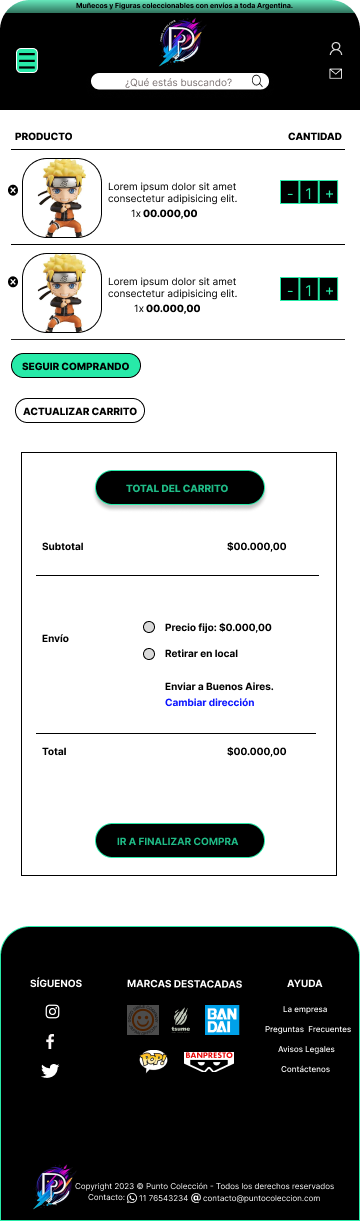 Muñecos y Figuras coleccionables con envíos a toda Argentina.
¿Qué estás buscando?
PRODUCTO CANTIDAD
Lorem ipsum dolor sit amet
consectetur adipisicing elit.
1x 00.000,00
- 1 +
Lorem ipsum dolor sit amet
consectetur adipisicing elit.
1x 00.000,00
- 1 +
SEGUIR COMPRANDO
ACTUALIZAR CARRITO
TOTAL DEL CARRITO
Subtotal $00.000,00
Envío
Precio fijo: $0.000,00
Retirar en local
Enviar a Buenos Aires.
Cambiar dirección
Total $00.000,00
IR A FINALIZAR COMPRA
SÍGUENOS MARCAS DESTACADAS AYUDA
La empresa
Preguntas Frecuentes
Avisos Legales
Contáctenos
tsume
BAN
DAI
POP!
BANPRESTO
Copyright 2023 © Punto Colección - Todos los derechos reservados
Contacto: 11 76543234 @ contacto@puntocoleccion.com